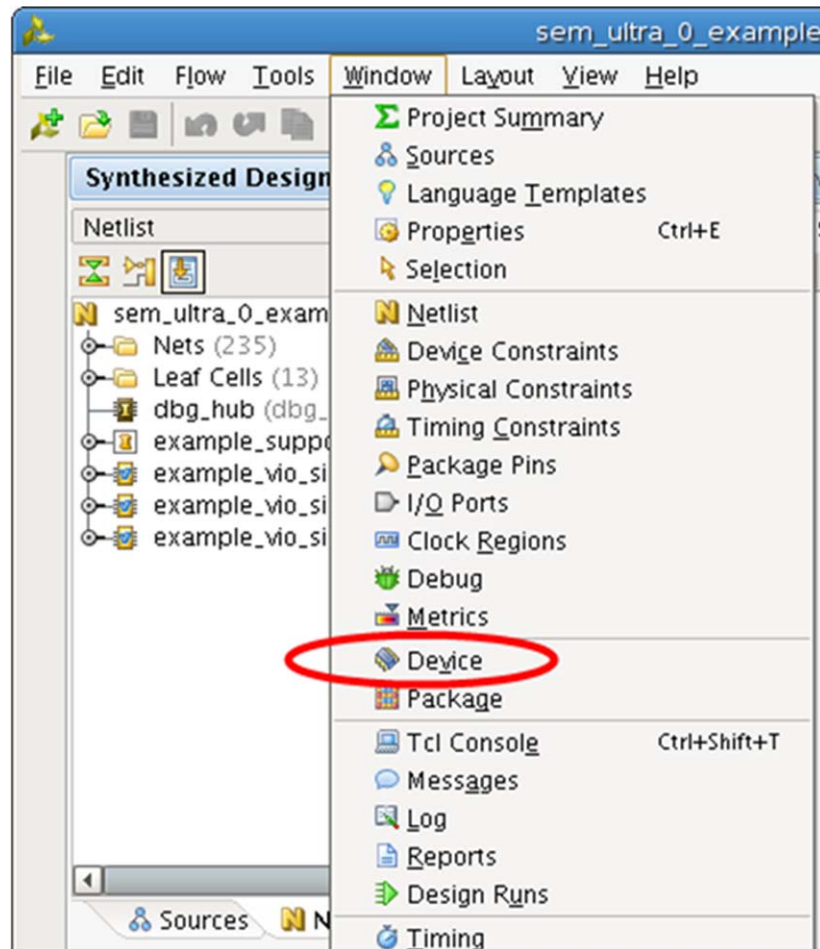 sem_ultra_0_example
File Edit Flow Tools Window Layout View Help
Synthesized Design
Netlist
sem_ultra_0_exam
Nets (235)
Leaf Cells (13)
dbg_hub (dbg_
example_suppo
example_vio_si
example_vio_si
example_vio_si
Sources N
Project Summary
Sources
Language Templates
Properties Ctrl+E
Selection
Netlist
Device Constraints
Physical Constraints
Timing Constraints
Package Pins
I/O Ports
Clock Regions
Debug
Metrics
Device
Package
Tcl Console Ctrl+Shift+T
Messages
Log
Reports
Design Runs
Timing